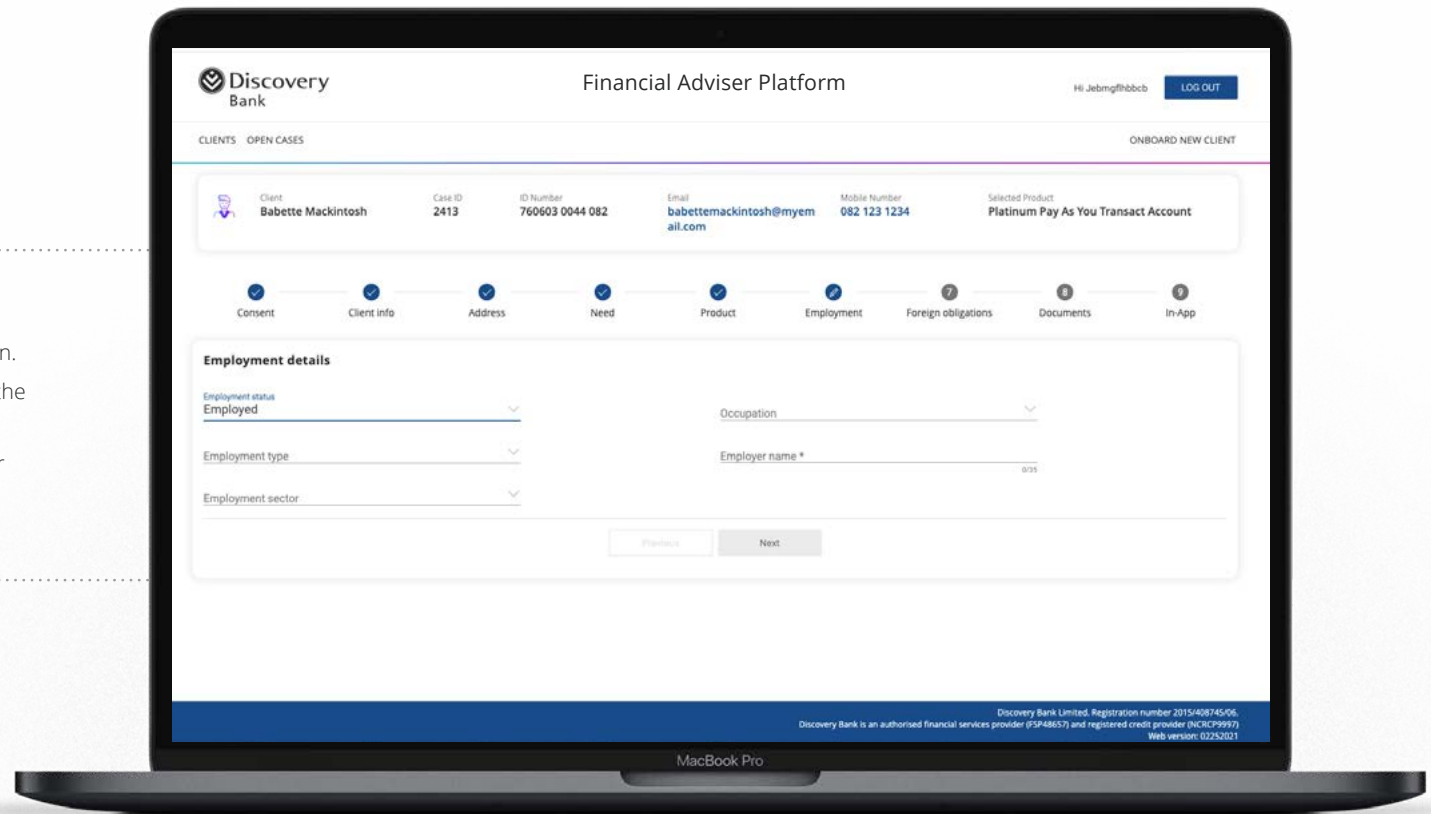 n.
the
r
Discovery
Bank
Financial Adviser Platform
Hi Jebmgflhbbcb
LOG OUT
CLIENTS OPEN CASES
ONBOARD NEW CLIENT
Client
Babette Mackintosh
Case ID
2413
ID Number
760603 0044 082
Email
babettemackintosh@myem
ail.com
Mobile Number
082 123 1234
Selected Product
Platinum Pay As You Transact Account
Consent
Client info
Address
Need
Product
Employment
7
Foreign obligations
8
Documents
9
In-App
Employment details
Employment status
Employed
Occupation
Employment type
Employer name *
0/35
Employment sector
Previous
Next
Discovery Bank Limited. Registration number 2015/408745/06.
Discovery Bank is an authorised financial services provider (FSP48657) and registered credit provider (NCRCP9997)
Web version: 02252021
MacBook Pro